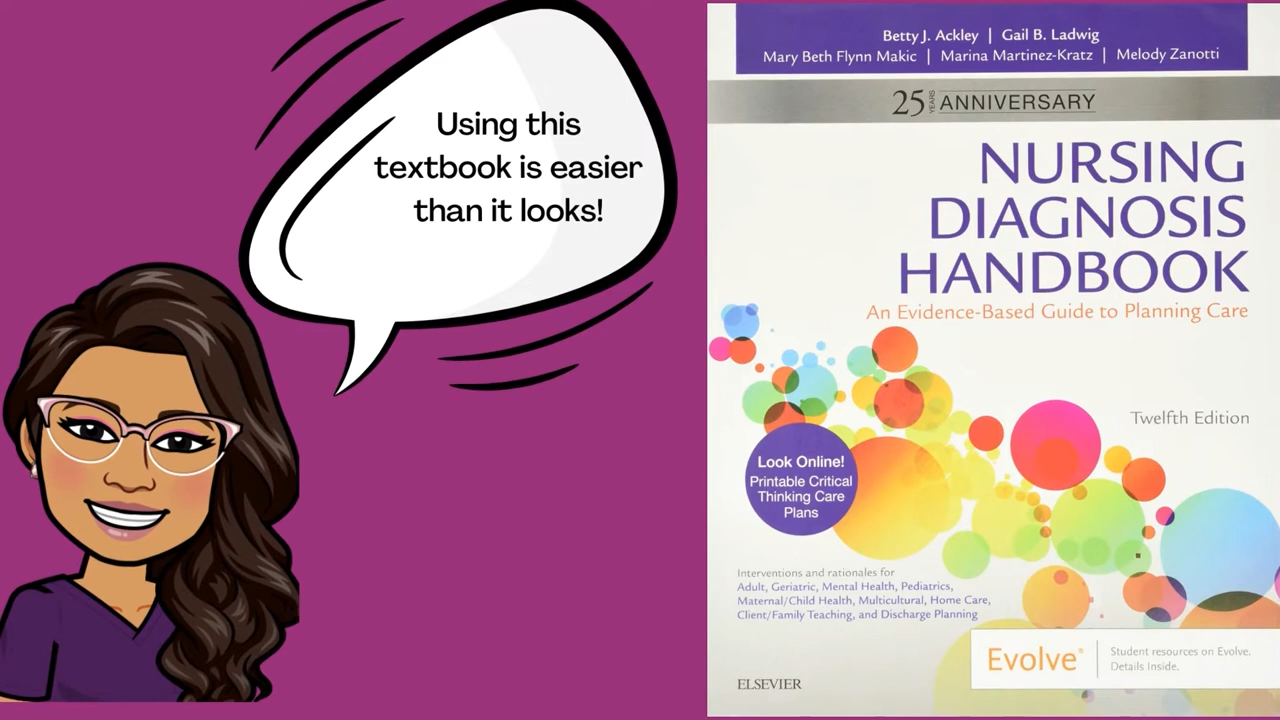 Using this
textbook is easier
than it looks!
Betty J. Ackley | Gail B. Ladwig
Mary Beth Flynn Makic | Marina Martinez-Kratz | Melody Zanotti
25 YEARS ANNIVERSARY
NURSING
DIAGNOSIS
HANDBOOK
An Evidence-Based Guide to Planning Care
Twelfth Edition
Look Online!
Printable Critical
Thinking Care
Plans
Interventions and rationales for
Adult, Geriatric, Mental Health, Pediatrics,
Maternal/Child Health, Multicultural, Home Care,
Client/Family Teaching, and Discharge Planning
Evolve®
Student resources on Evolve.
Details Inside.
ELSEVIER